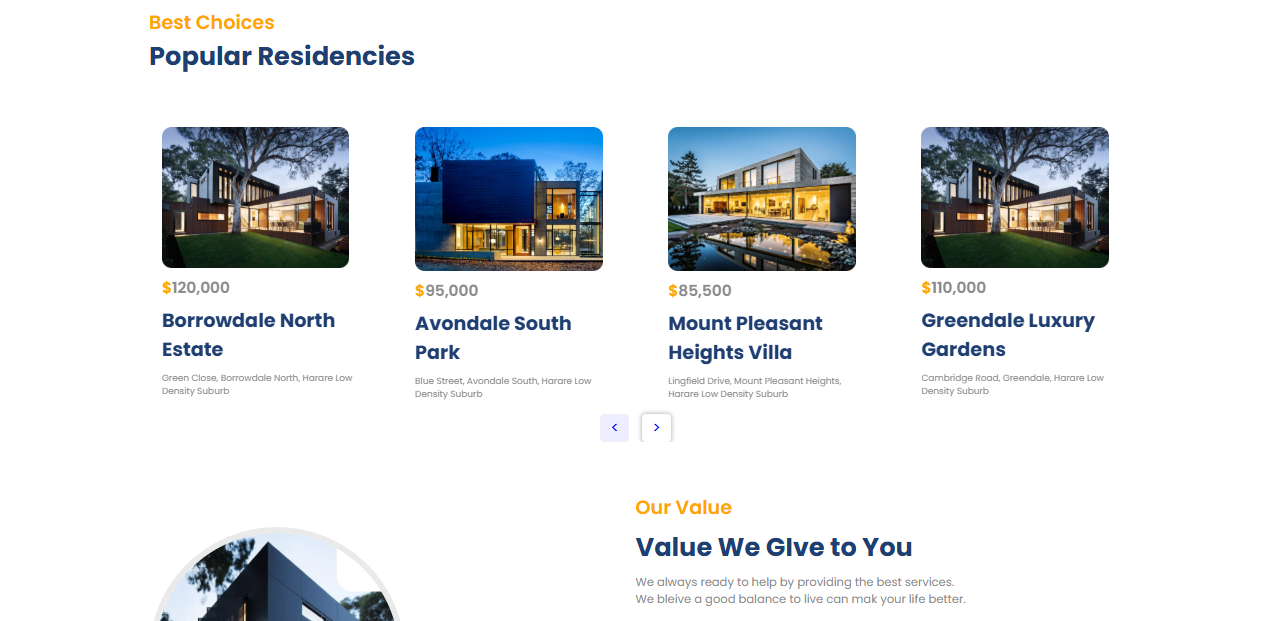 Best Choices
Popular Residencies
$120,000
Borrowdale North
Estate
Green Close, Borrowdale North, Harare Low
Density Suburb
$95,000
Avondale South
Park
Blue Street, Avondale South, Harare Low
Density Suburb
$85,500
Mount Pleasant
Heights Villa
Lingfield Drive, Mount Pleasant Heights,
Harare Low Density Suburb
$110,000
Greendale Luxury
Gardens
Cambridge Road, Greendale, Harare Low
Density Suburb
< >
Our Value
Value We GIve to You
We always ready to help by providing the best services.
We bleive a good balance to live can mak your life better.